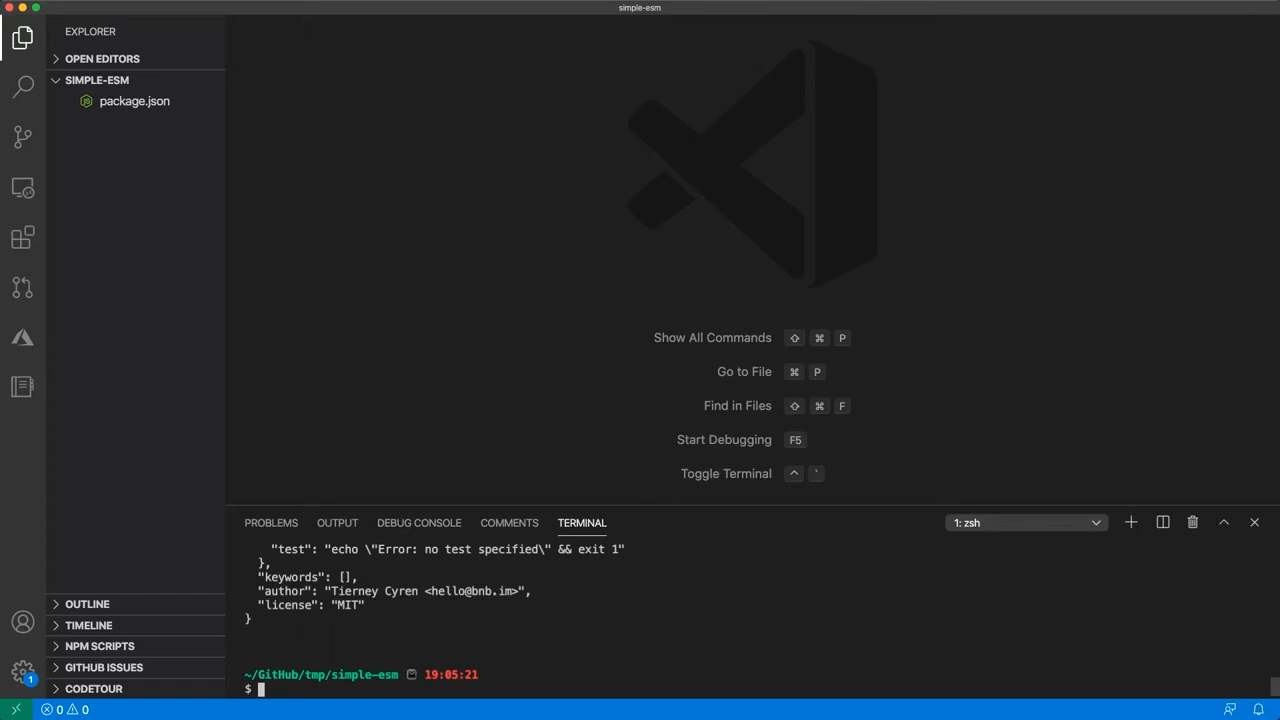 simple-esm
EXPLORER
OPEN EDITORS
SIMPLE-ESM
package.json
Show All Commands ⇧ ⌘ P
Go to File ⌘ P
Find in Files ⇧ ⌘ F
Start Debugging F5
Toggle Terminal ^ `
PROBLEMS OUTPUT DEBUG CONSOLE COMMENTS TERMINAL 1: zsh
"test": "echo \"Error: no test specified\" && exit 1"
},
"keywords": [],
"author": "Tierney Cyren <hello@bnb.im>",
"license": "MIT"
}
~/GitHub/tmp/simple-esm 19:05:21
$
OUTLINE
TIMELINE
NPM SCRIPTS
GITHUB ISSUES
CODETOUR
1
0 0